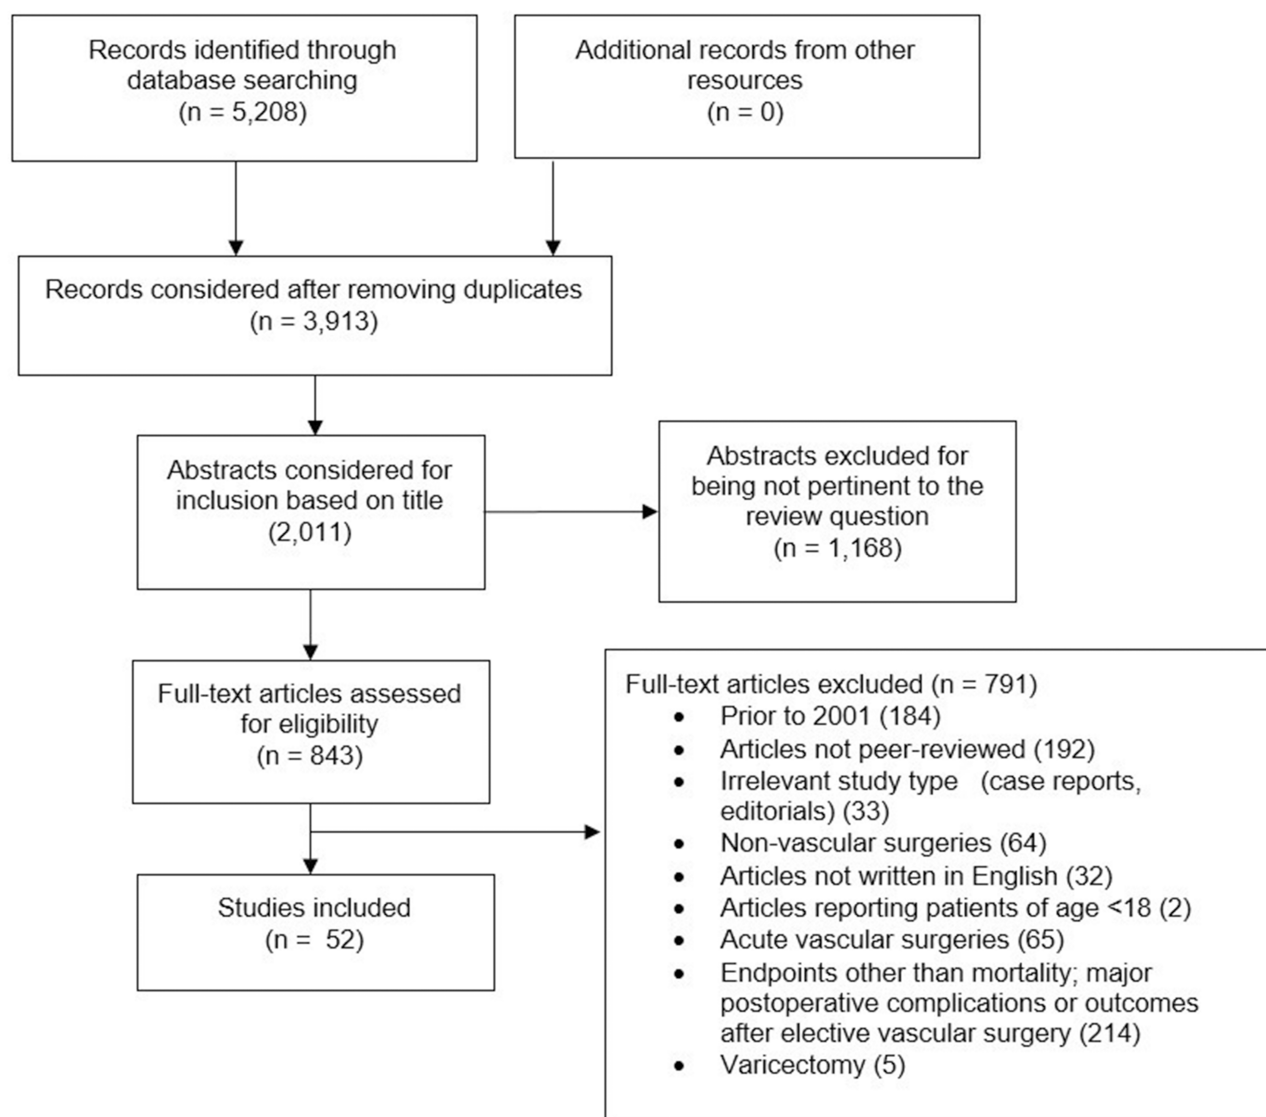 Records identified through
database searching
(n = 5,208)
Additional records from other
resources
(n = 0)
Records considered after removing duplicates
(n = 3,913)
Abstracts considered for
inclusion based on title
(2,011)
Abstracts excluded for
being not pertinent to the
review question
(n = 1,168)
Full-text articles assessed
for eligibility
(n = 843)
Full-text articles excluded (n = 791)
• Prior to 2001 (184)
• Articles not peer-reviewed (192)
• Irrelevant study type (case reports,
editorials) (33)
• Non-vascular surgeries (64)
• Articles not written in English (32)
• Articles reporting patients of age <18 (2)
• Acute vascular surgeries (65)
• Endpoints other than mortality; major
postoperative complications or outcomes
after elective vascular surgery (214)
• Varicectomy (5)
Studies included
(n = 52)